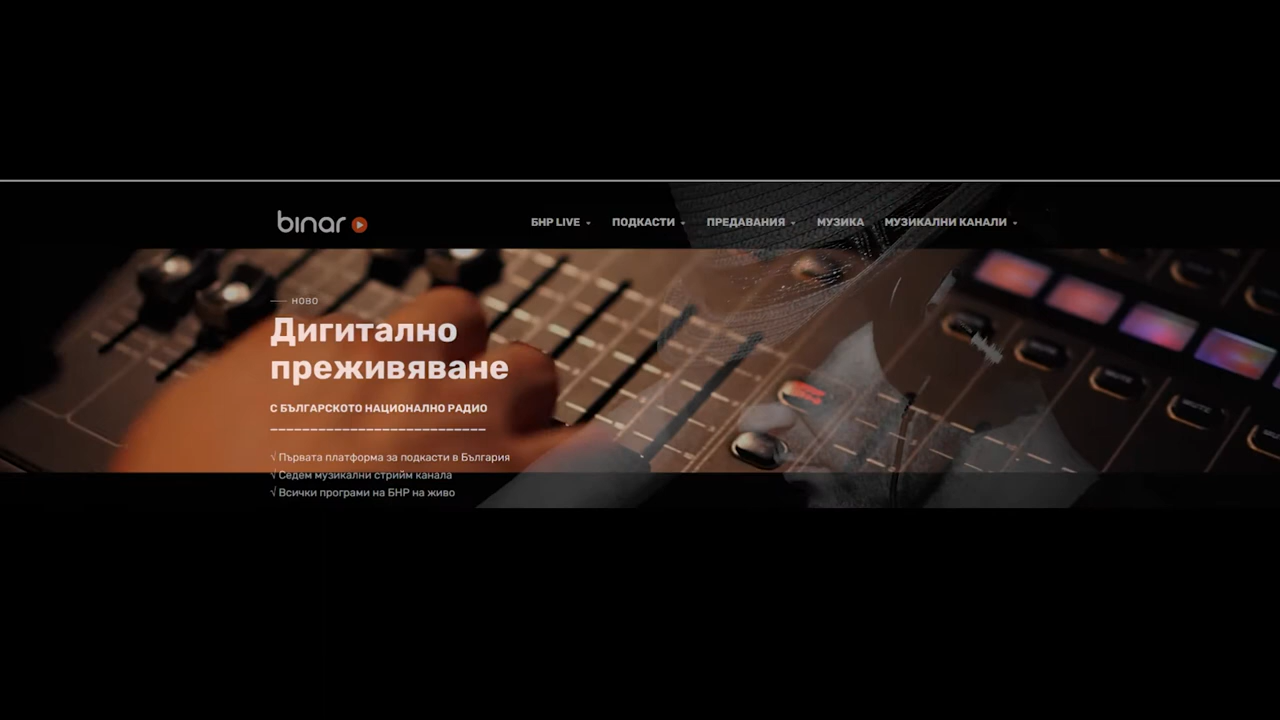 binar
БНР LIVE ПОДКАСТИ ПРЕДАВАНИЯ МУЗИКА МУЗИКАЛНИ КАНАЛИ
НОВО
Дигитално
преживяване
С БЪЛГАРСКОТО НАЦИОНАЛНО РАДИО
___________________________
√ Първата платформа за подкасти в България
√ Седем музикални стрийм канала
√ Всички програми на БНР на живо